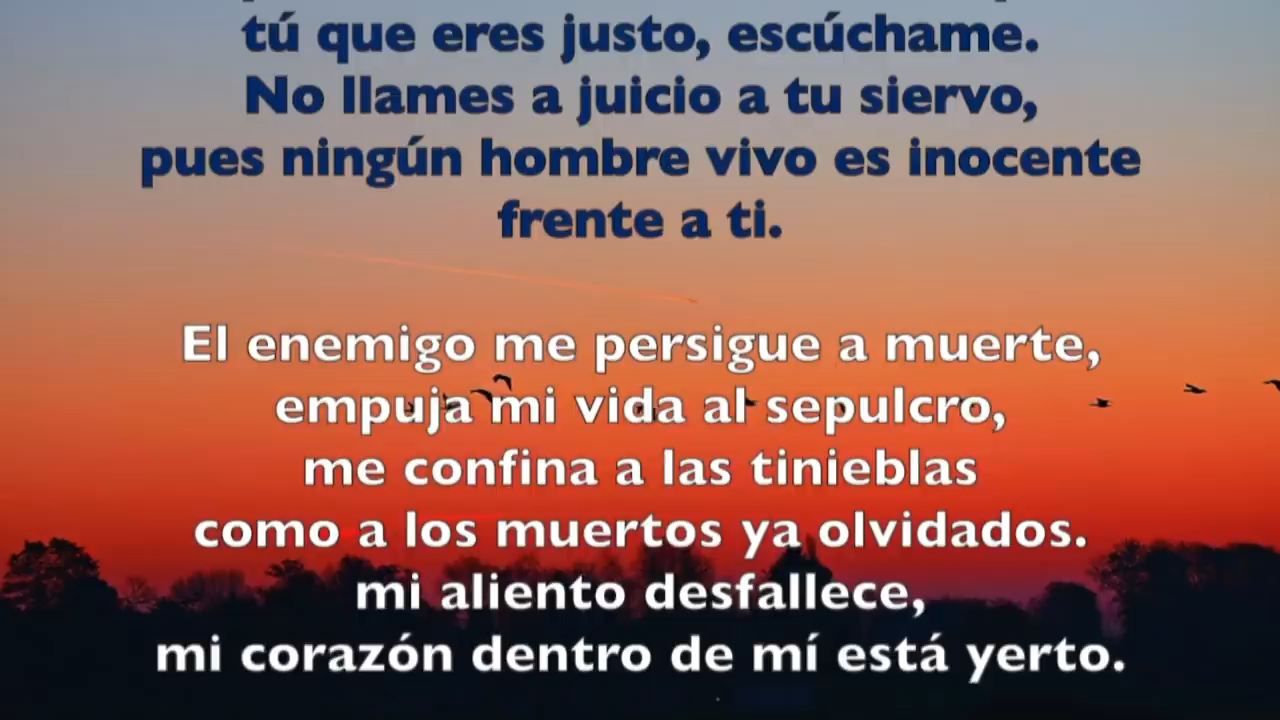 tú que eres justo, escúchame.
No llames a juicio a tu siervo,
pues ningún hombre vivo es inocente
frente a ti.
El enemigo me persigue a muerte,
empuja mi vida al sepulcro,
me confina a las tinieblas
como a los muertos ya olvidados.
mi aliento desfallece,
mi corazón dentro de mí está yerto.